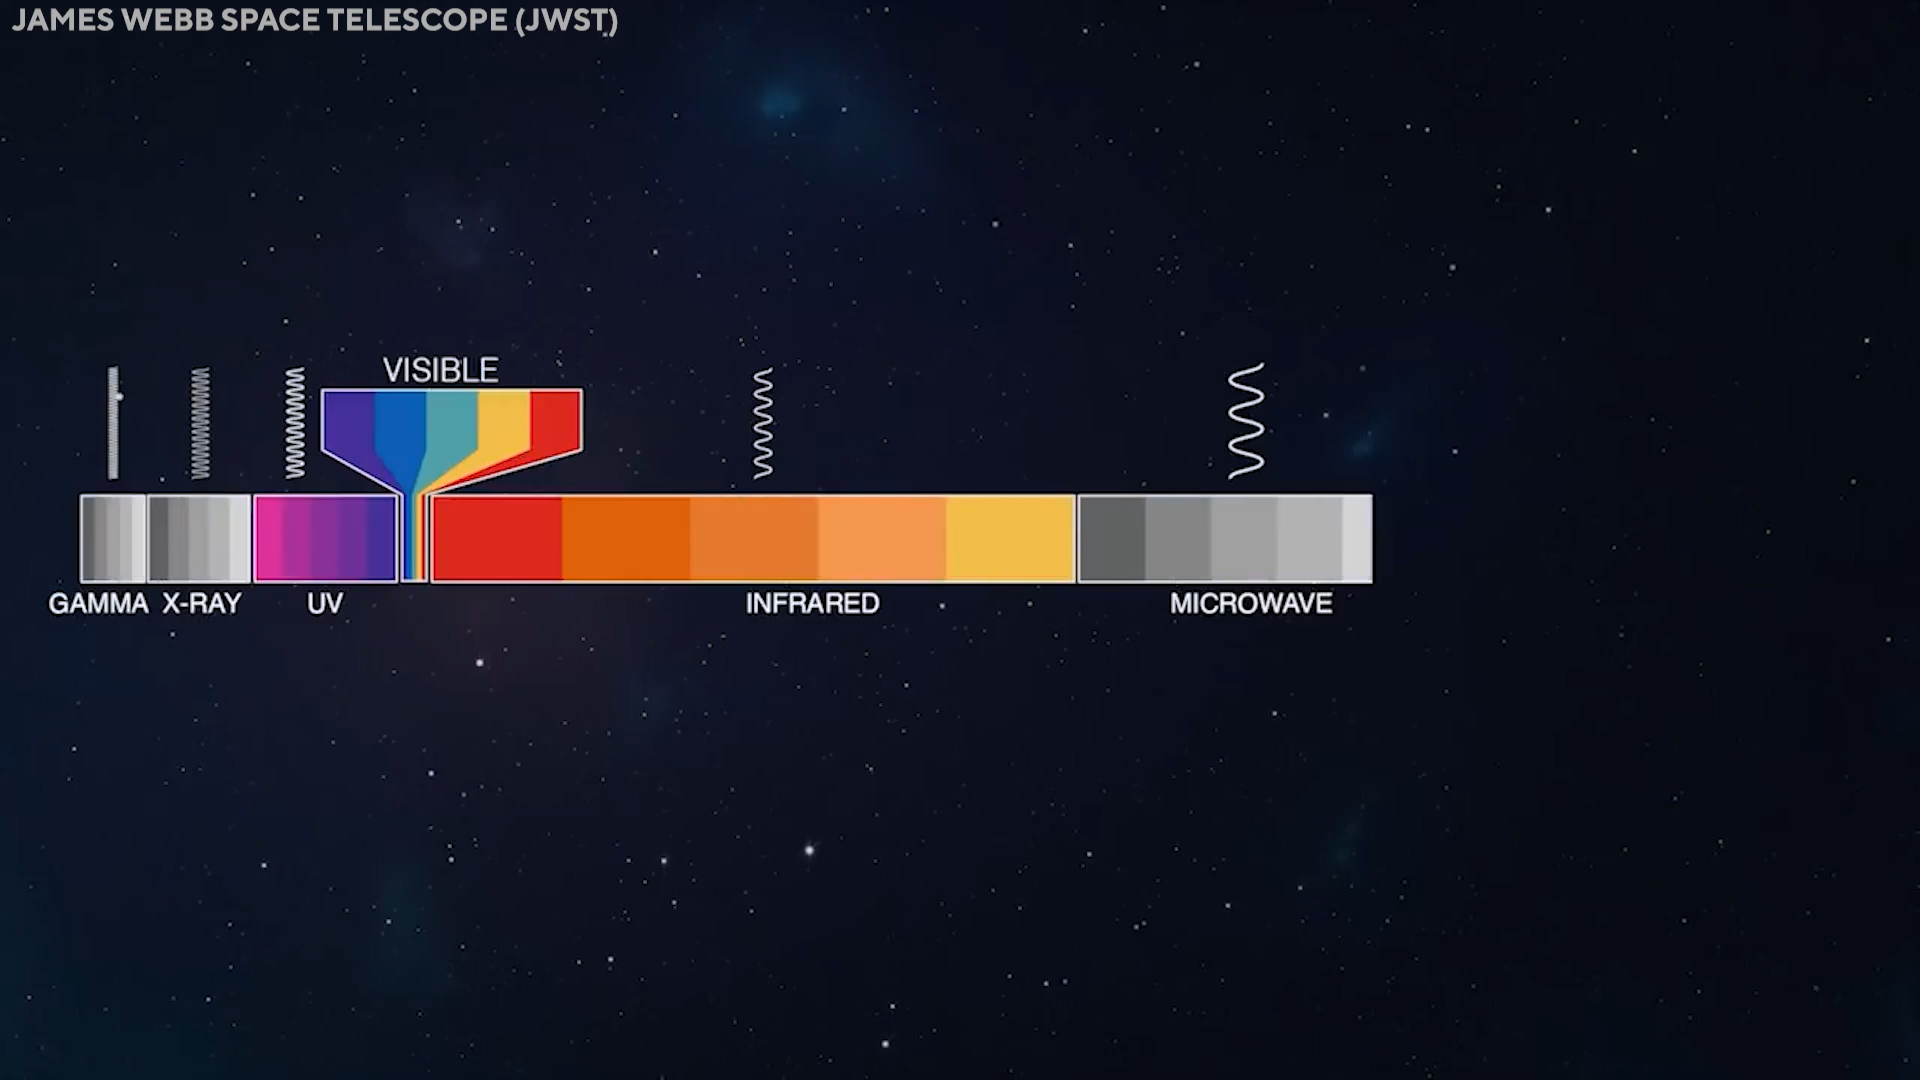 JAMES WEBB SPACE TELESCOPE (JWST)
VISIBLE
GAMMA X-RAY UV INFRARED MICROWAVE